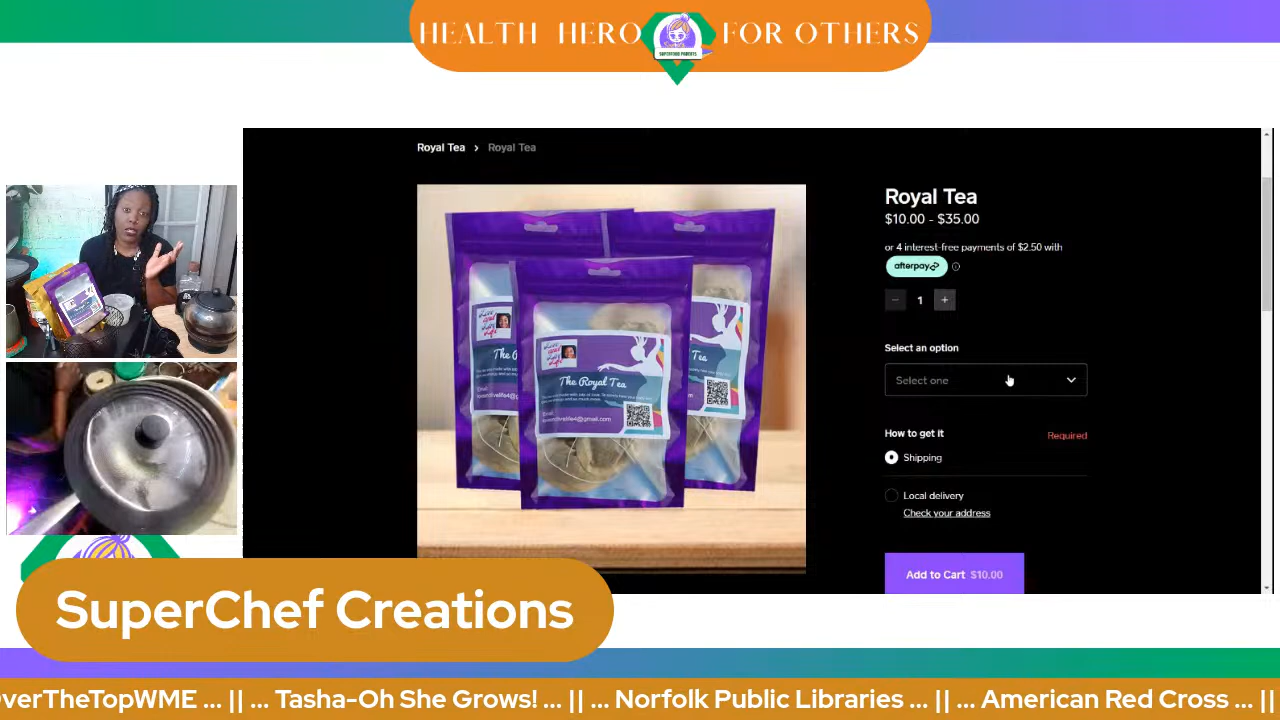 HEALTH HERO FOR OTHERS
SUPERFOOD PARENTS
Royal Tea > Royal Tea
Royal Tea
$10.00 - $35.00
or 4 interest-free payments of $2.50 with
afterpay
1
Select an option
Select one
How to get it
Required
Shipping
Local delivery
Check your address
Add to Cart $10.00
The Royal Tea
SuperChef Creations
OverTheTopWME ... || ... Tasha-Oh She Grows! ... || ... Norfolk Public Libraries ... || ... American Red Cross ... ||